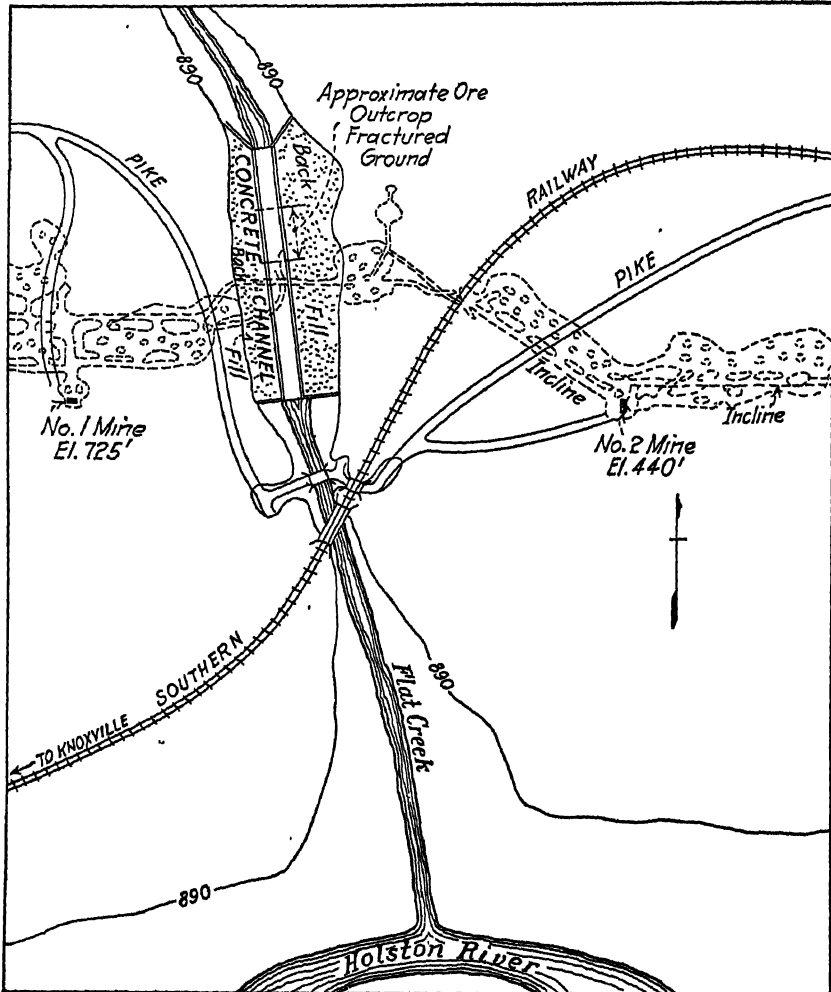 890
890
Approximate Ore
Outcrop
Fractured
Ground
PIKE
CONCRETE CHANNEL
Back
Fill
Back
Fill
RAILWAY
PIKE
Incline
Incline
No. 1 Mine
El. 725'
No. 2 Mine
El. 440'
SOUTHERN
TO KNOXVILLE
890
Flat Creek
890
Holston River